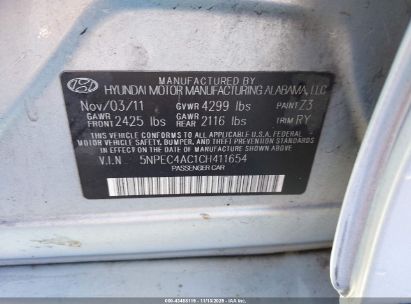 MANUFACTURED BY
HYUNDAI MOTOR MANUFACTURING ALABAMA, LLC
Nov/03/11 GVWR 4299 lbs PAINT Z3
GAWR FRONT 2425 lbs GAWR REAR 2116 lbs TRIM RY
THIS VEHICLE CONFORMS TO ALL APPLICABLE U.S.A. FEDERAL
MOTOR VEHICLE SAFETY, BUMPER, AND THEFT PREVENTION
STANDARDS IN EFFECT ON THE DATE OF MANUFACTURE SHOWN ABOVE.
V.I.N 5NPEC4AC1CH411654
PASSENGER CAR